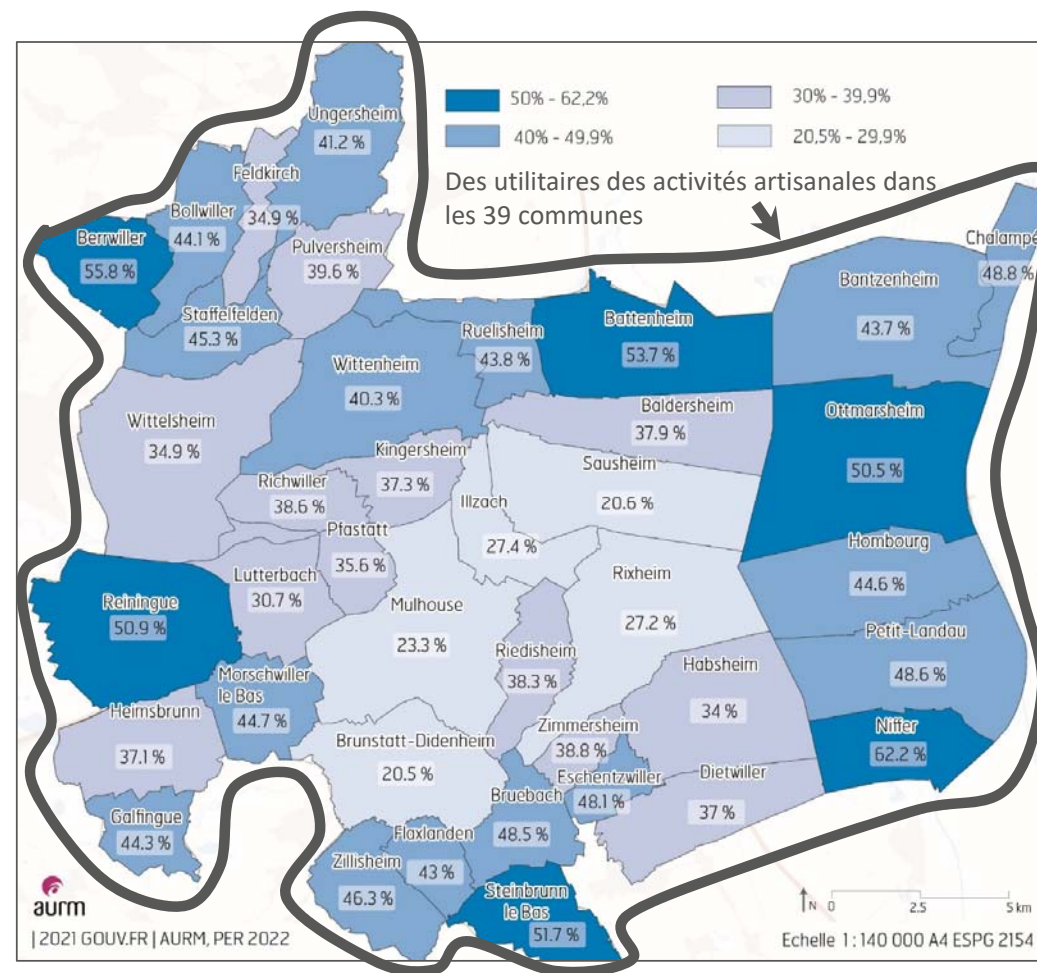 50% - 62,2%
30% - 39.9%
40% - 49,9%
20,5% - 29,9%
Des utilitaires des activités artisanales dans
les 39 communes
Ungersheim
41.2 %
Feldkirch
34.9 %
Bollwiller
44.1 %
Berrwiller
55.8 %
Pulversheim
39.6 %
Staffelfelden
45.3 %
Chalampé
48.8 %
Bantzenheim
43.7 %
Battenheim
53.7 %
Ruelisheim
43.8 %
Wittenheim
40.3 %
Wittelsheim
34.9 %
Baldersheim
37.9 %
Ottmarsheim
50.5 %
Kingersheim
37.3 %
Sausheim
20.6 %
Richwiller
38.6 %
Illzach
27.4 %
Pfastatt
35.6 %
Hombourg
44.6 %
Lutterbach
30.7 %
Rixheim
27.2 %
Reiningue
50.9 %
Mulhouse
23.3 %
Petit-Landau
48.6 %
Riedisheim
38.3 %
Habsheim
34 %
Morschwiller
le Bas
44.7 %
Heimsbrunn
37.1 %
Zimmersheim
38.8 %
Niffer
62.2 %
Brunstatt-Didenheim
20.5 %
Eschentzwiller
48.1 %
Dietwiller
37 %
Bruebach
48.5 %
Galfingue
44.3 %
Flaxlanden
43 %
Zillisheim
46.3 %
Steinbrunn
le Bas
51.7 %
aurm
N 0 2.5 5 km
| 2021 GOUV.FR | AURM, PER 2022
Echelle 1 : 140 000 A4 ESPG 2154